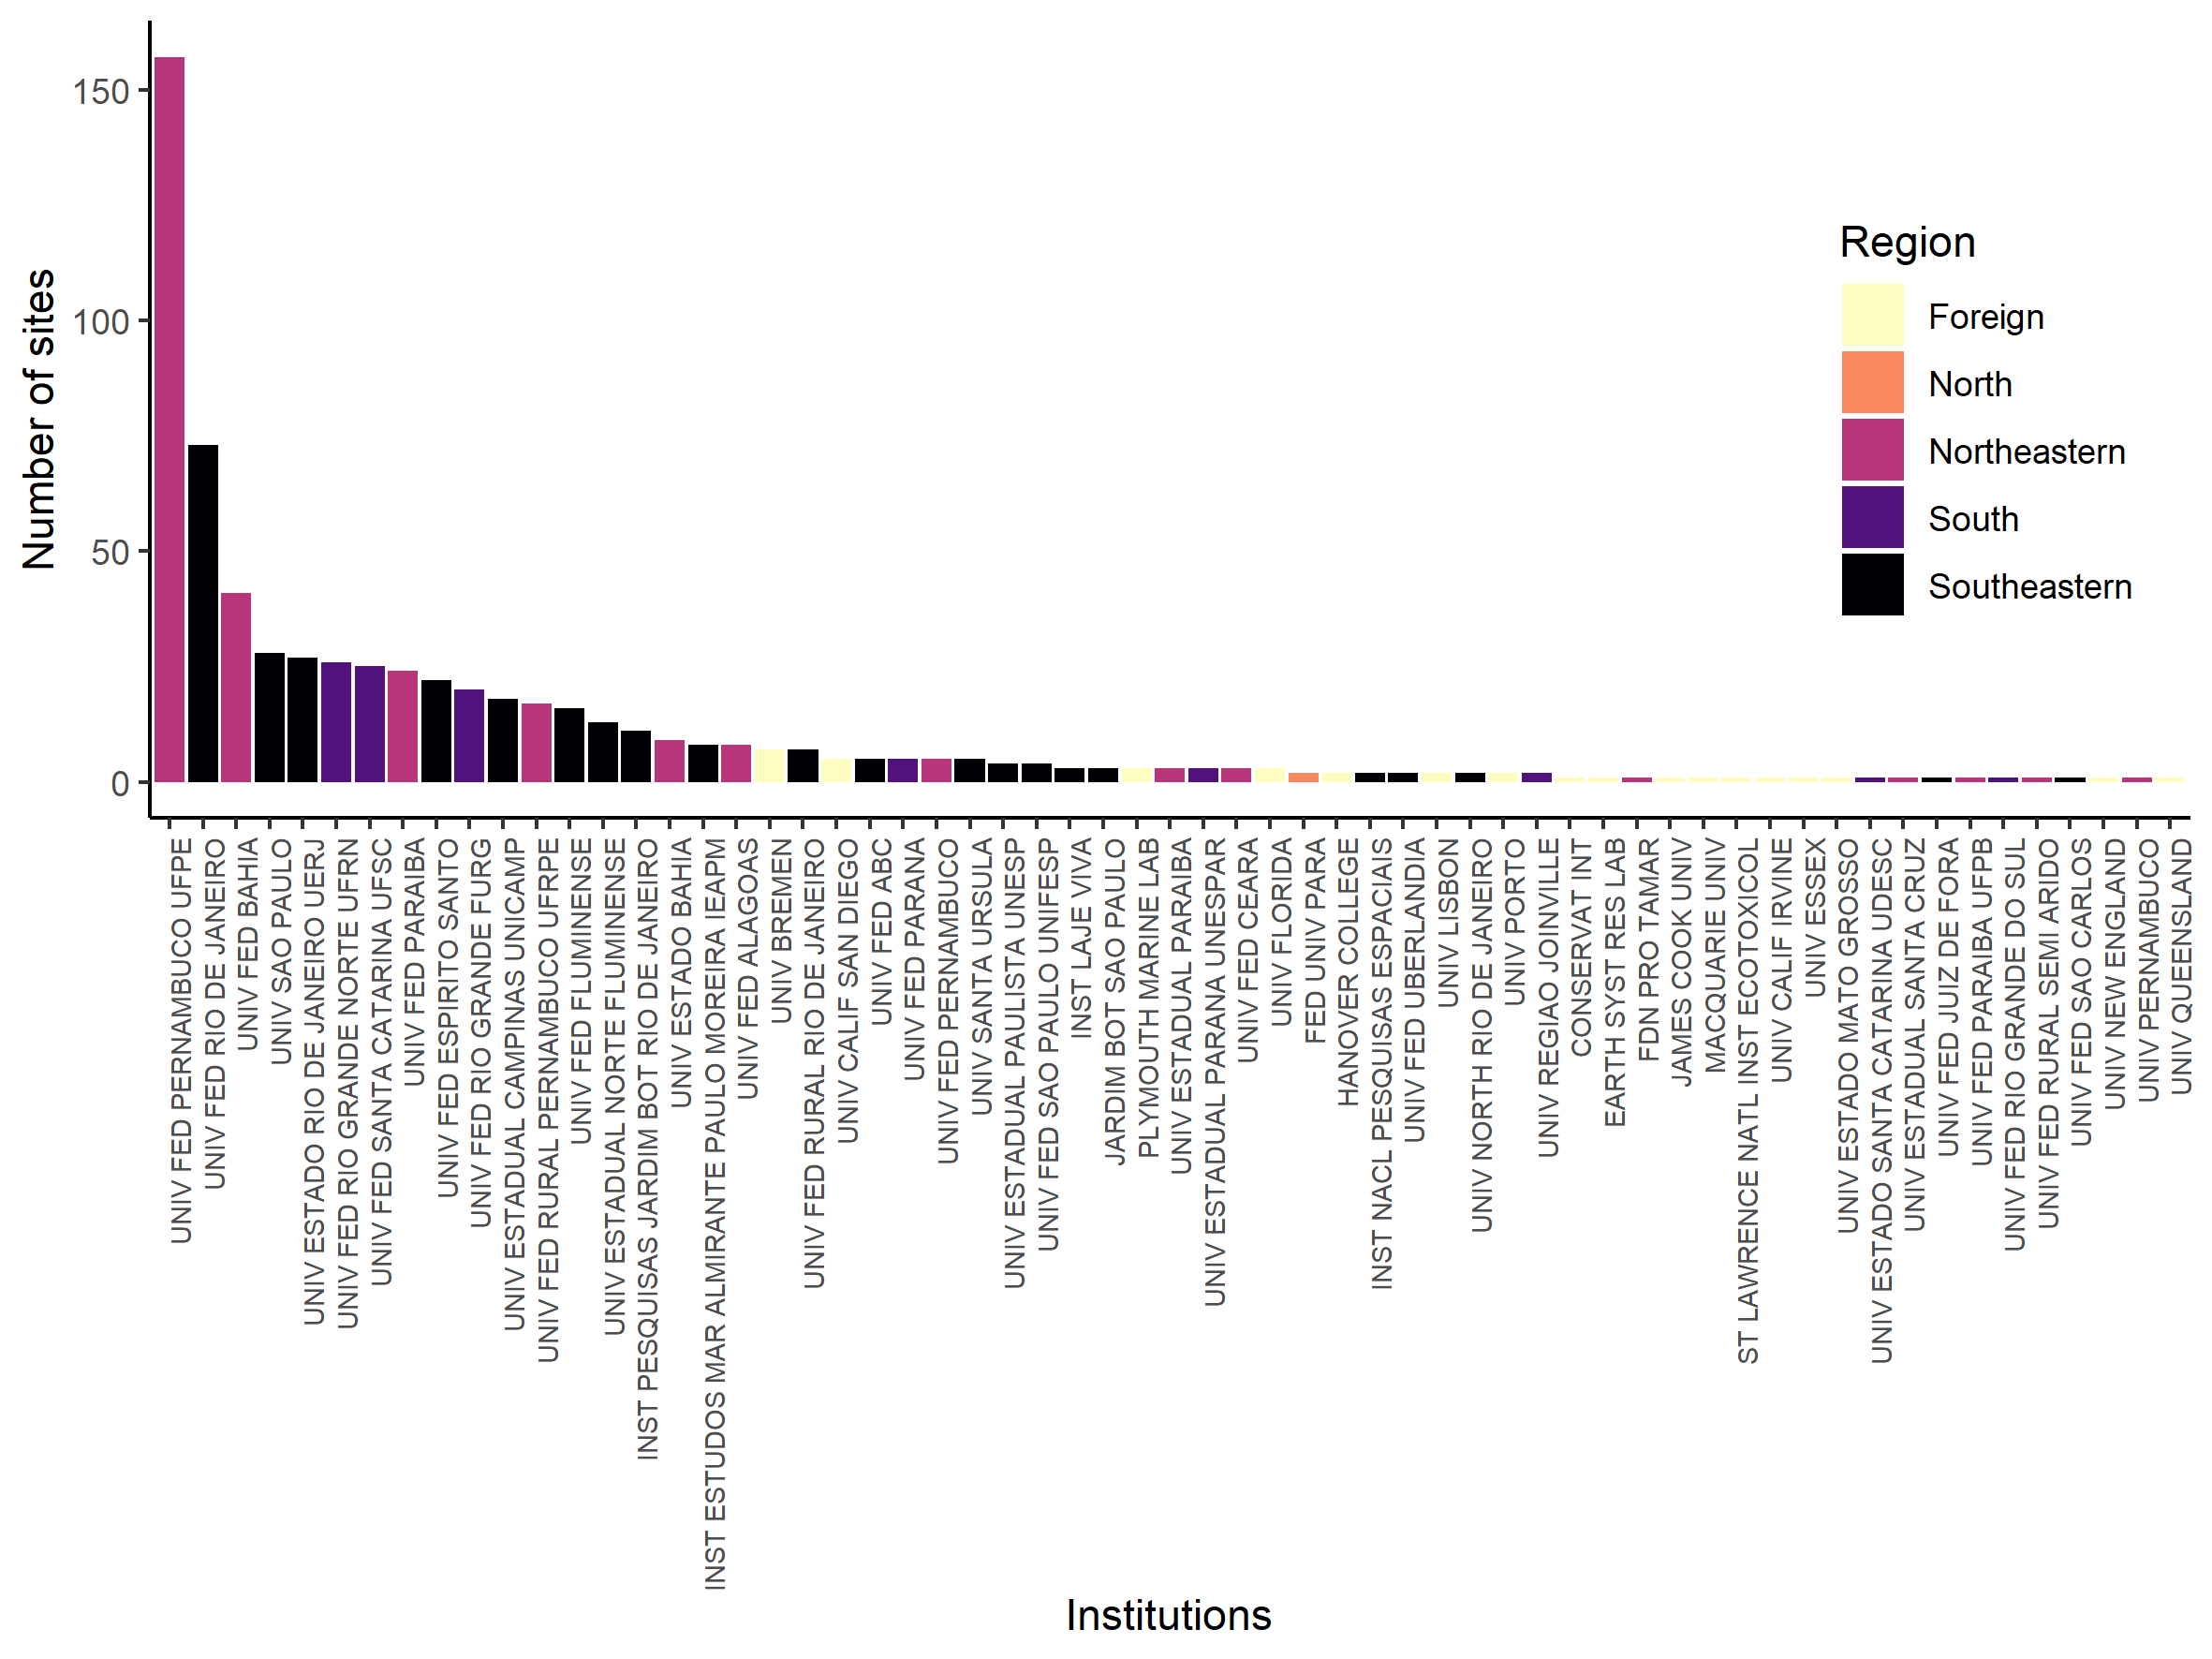 Number of sites
150
100
50
0
Region
Foreign
North
Northeastern
South
Southeastern
UNIV FED PERNAMBUCO UFPE
UNIV FED RIO DE JANEIRO
UNIV FED BAHIA
UNIV SAO PAULO
UNIV ESTADO RIO DE JANEIRO UERJ
UNIV FED RIO GRANDE NORTE UFRN
UNIV FED SANTA CATARINA UFSC
UNIV FED PARAIBA
UNIV FED ESPIRITO SANTO
UNIV FED RIO GRANDE FURG
UNIV ESTADUAL CAMPINAS UNICAMP
UNIV FED RURAL PERNAMBUCO UFRPE
UNIV FED FLUMINENSE
UNIV ESTADUAL NORTE FLUMINENSE
INST PESQUISAS JARDIM BOT RIO DE JANEIRO
UNIV ESTADO BAHIA
INST ESTUDOS MAR ALMIRANTE PAULO MOREIRA IEAPM
UNIV FED ALAGOAS
UNIV BREMEN
UNIV FED RURAL RIO DE JANEIRO
UNIV CALIF SAN DIEGO
UNIV FED ABC
UNIV FED PARANA
UNIV FED PERNAMBUCO
UNIV SANTA URSULA
UNIV ESTADUAL PAULISTA UNESP
UNIV FED SAO PAULO UNIFESP
INST LAJE VIVA
JARDIM BOT SAO PAULO
PLYMOUTH MARINE LAB
UNIV ESTADUAL PARAIBA
UNIV ESTADUAL PARANA UNESPAR
UNIV FED CEARA
UNIV FLORIDA
FED UNIV PARA
HANOVER COLLEGE
INST NACL PESQUISAS ESPACIAIS
UNIV FED UBERLANDIA
UNIV LISBON
UNIV NORTH RIO DE JANEIRO
UNIV PORTO
UNIV REGIAO JOINVILLE
CONSERVAT INT
EARTH SYST RES LAB
FDN PRO TAMAR
JAMES COOK UNIV
MACQUARIE UNIV
ST LAWRENCE NATL INST ECOTOXICOL
UNIV CALIF IRVINE
UNIV ESSEX
UNIV ESTADO MATO GROSSO
UNIV ESTADO SANTA CATARINA UDESC
UNIV ESTADUAL SANTA CRUZ
UNIV FED JUIZ DE FORA
UNIV FED PARAIBA UFPB
UNIV FED RIO GRANDE DO SUL
UNIV FED RURAL SEMI ARIDO
UNIV FED SAO CARLOS
UNIV NEW ENGLAND
UNIV PERNAMBUCO
UNIV QUEENSLAND
Institutions